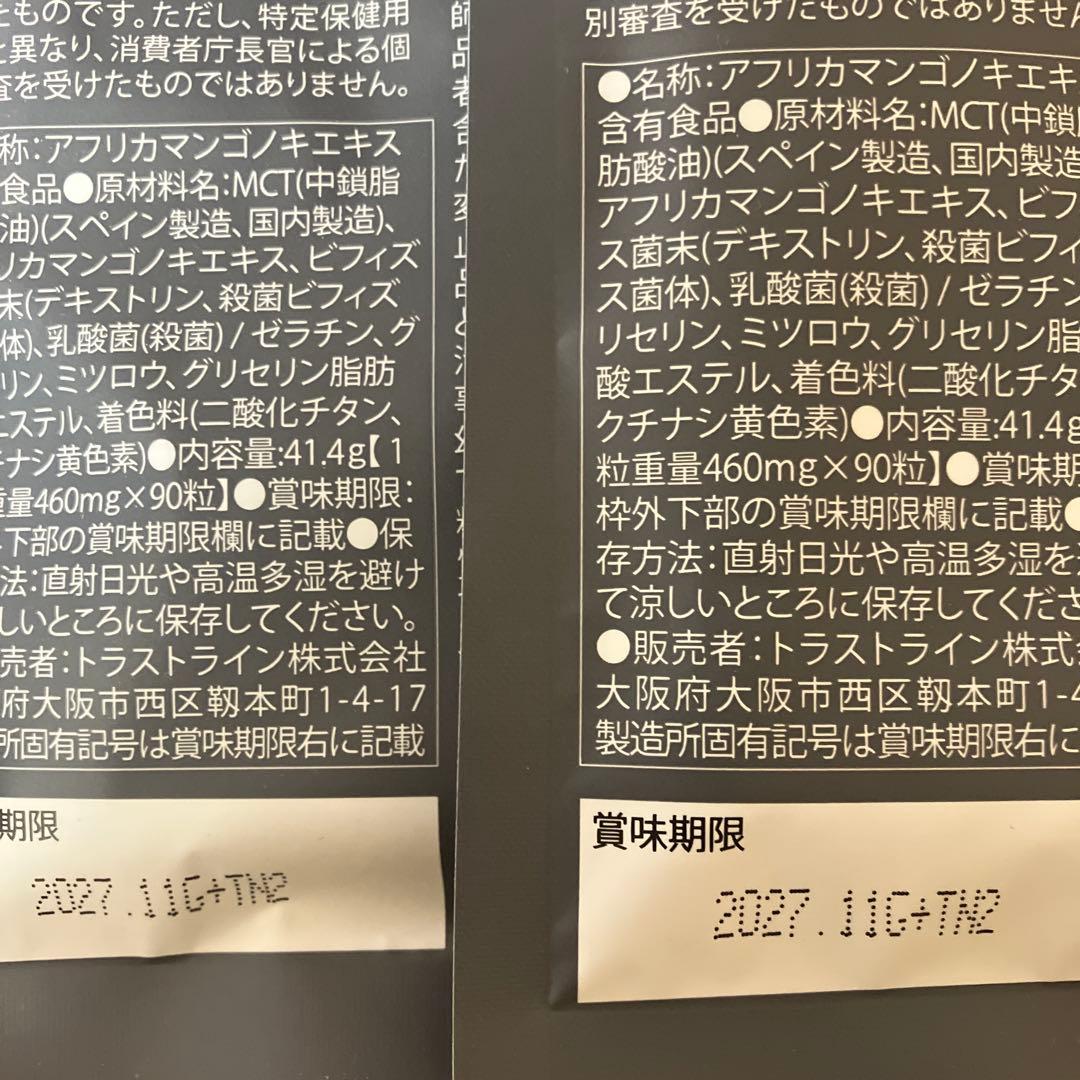 ものです。ただし、特定保健用
異なり、消費者庁長官による個
査を受けたものではありません。
称：アフリカマンゴノキエキス
食品●原材料名：MCT(中鎖脂
油)(スペイン製造、国内製造)、
リカマンゴノキエキス、ビフィズ
末(デキストリン、殺菌ビフィズ
体)、乳酸菌(殺菌) / ゼラチン、グ
リン、ミツロウ、グリセリン脂肪
エステル、着色料(二酸化チタン、
チナシ黄色素)●内容量:41.4g【1
重量460mg×90粒】●賞味期限：
下部の賞味期限欄に記載●保
法：直射日光や高温多湿を避け
しいところに保存してください。
売者：トラストライン株式会社
府大阪市西区靱本町1-4-17
所固有記号は賞味期限右に記載
期限
2027.11G+TN2
別審査を受けたものではありません
●名称：アフリカマンゴノキエキ
含有食品●原材料名：MCT(中鎖
肪酸油)(スペイン製造、国内製造
アフリカマンゴノキエキス、ビフ
ス菌末(デキストリン、殺菌ビフィ
ス菌体)、乳酸菌(殺菌) / ゼラチン
リセリン、ミツロウ、グリセリン脂
酸エステル、着色料(二酸化チタ
クチナシ黄色素)●内容量:41.4g
粒重量460mg×90粒】●賞味期
枠外下部の賞味期限欄に記載●
存方法：直射日光や高温多湿を
て涼しいところに保存してくださ
●販売者：トラストライン株式
大阪府大阪市西区靱本町1-4
製造所固有記号は賞味期限右に
賞味期限
2027.11G+TN2